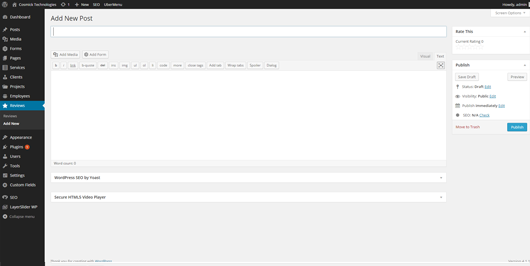 Cosmick Technologies 1 + New SEO UberMenu Howdy, admin
Screen Options
Dashboard
Posts
Media
Forms
Pages
Services
Clients
Projects
Employees
Reviews
Reviews
Add New
Appearance
Plugins
Users
Tools
Settings
Custom Fields
SEO
LayerSlider WP
Collapse menu
Add New Post
Add Media Add Form
Visual Text
b i link b-quote del ins img ul ol li code more close tags Add slide Wrap tabs Spoiler Dialog
Word count: 0
WordPress SEO by Yoast
Secure HTML5 Video Player
Rate This
Current Rating 0
Publish
Save Draft Preview
Status: Draft Edit
Visibility: Public Edit
Publish immediately Edit
SEO: N/A Check
Move to Trash Publish
Thank you for creating with WordPress.